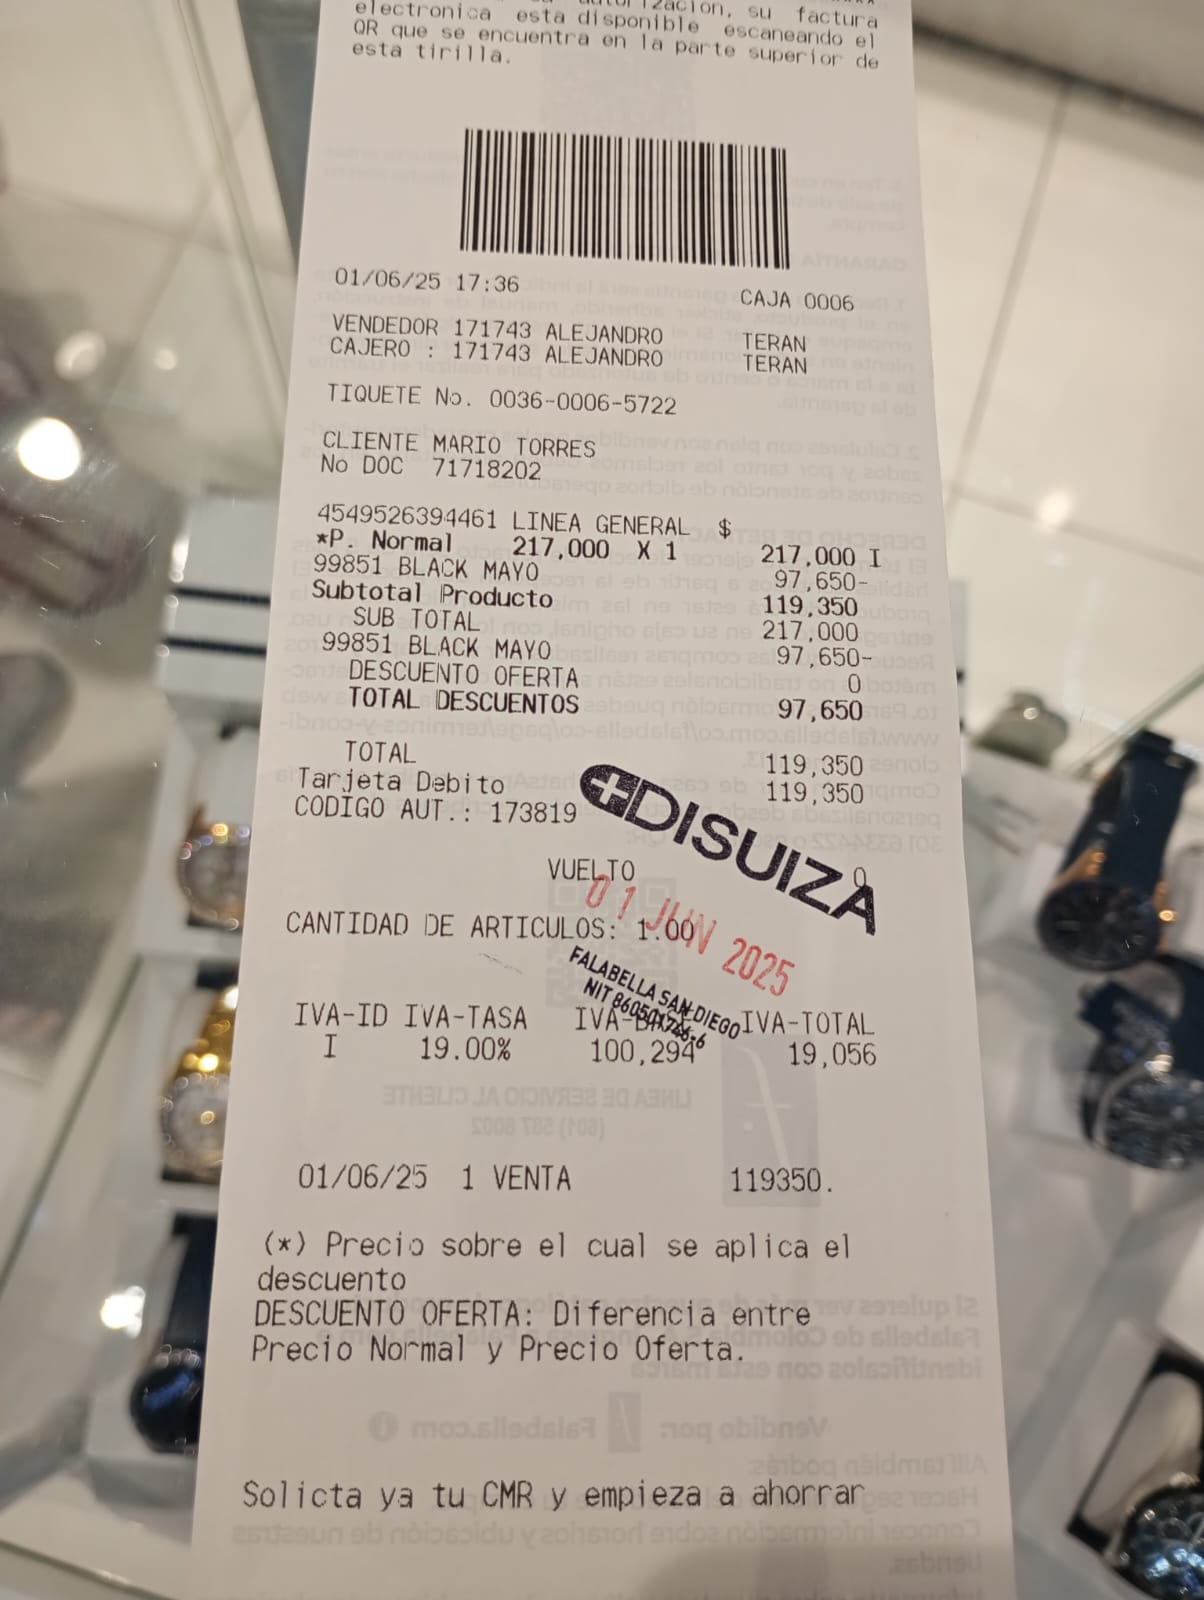 autorización, su factura
electronica esta disponible escaneando el
QR que se encuentra en la parte superior de
esta tirilla.
01/06/25 17:36 CAJA 0006
VENDEDOR 171743 ALEJANDRO TERAN
CAJERO : 171743 ALEJANDRO TERAN
TIQUETE No. 0036-0006-5722
CLIENTE MARIO TORRES
No DOC 71718202
4549526394461 LINEA GENERAL $
*P. Normal 217,000 X 1 217,000 I
99851 BLACK MAYO 97,650-
Subtotal Producto 119,350
SUB TOTAL 217,000
99851 BLACK MAYO 97,650-
DESCUENTO OFERTA 0
TOTAL DESCUENTOS 97,650
TOTAL 119,350
Tarjeta Debito 119,350
CODIGO AUT.: 173819
DISUIZA
VUELTO 0
01 JUN 2025
CANTIDAD DE ARTICULOS: 1.00
FALABELLA SAN DIEGO
NIT 860501746-6
IVA-ID IVA-TASA IVA-BASE IVA-TOTAL
I 19.00% 100,294 19,056
01/06/25 1 VENTA 119350.
(*) Precio sobre el cual se aplica el
descuento
DESCUENTO OFERTA: Diferencia entre
Precio Normal y Precio Oferta.
Solicta ya tu CMR y empieza a ahorrar